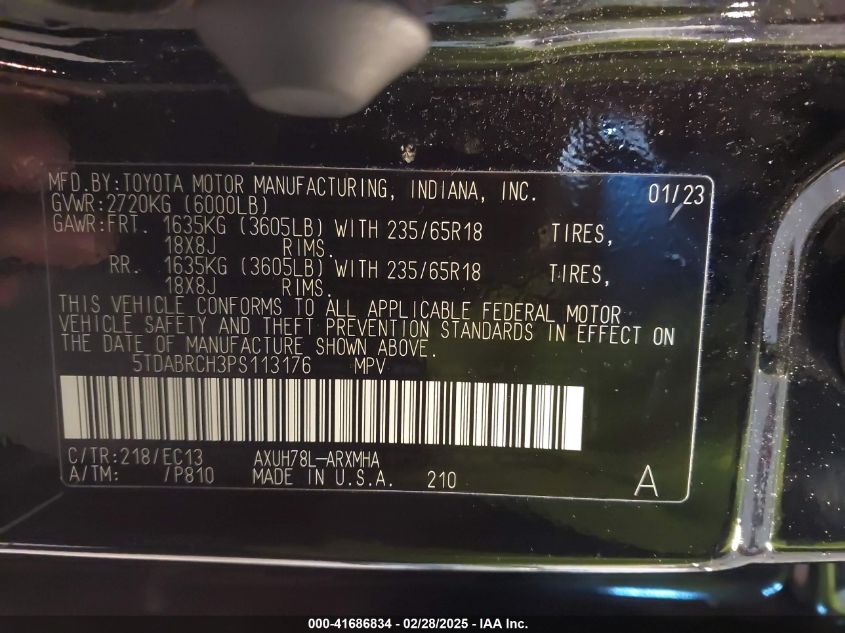 MFD.BY:TOYOTA MOTOR MANUFACTURING, INDIANA, INC. 01/23
GVWR:2720KG (6000LB)
GAWR:FRT. 1635KG (3605LB) WITH 235/65R18 TIRES,
18X8J RIMS.
RR. 1635KG (3605LB) WITH 235/65R18 TIRES,
18X8J RIMS.
THIS VEHICLE CONFORMS TO ALL APPLICABLE FEDERAL MOTOR
VEHICLE SAFETY AND THEFT PREVENTION STANDARDS IN EFFECT ON
THE DATE OF MANUFACTURE SHOWN ABOVE.
5TDABRCH3PS113176 MPV
C/TR:218/EC13 AXUH78L-ARXMHA
A/TM: /P810 MADE IN U.S.A. 210 A
000-41686834 - 02/28/2025 - IAA Inc.